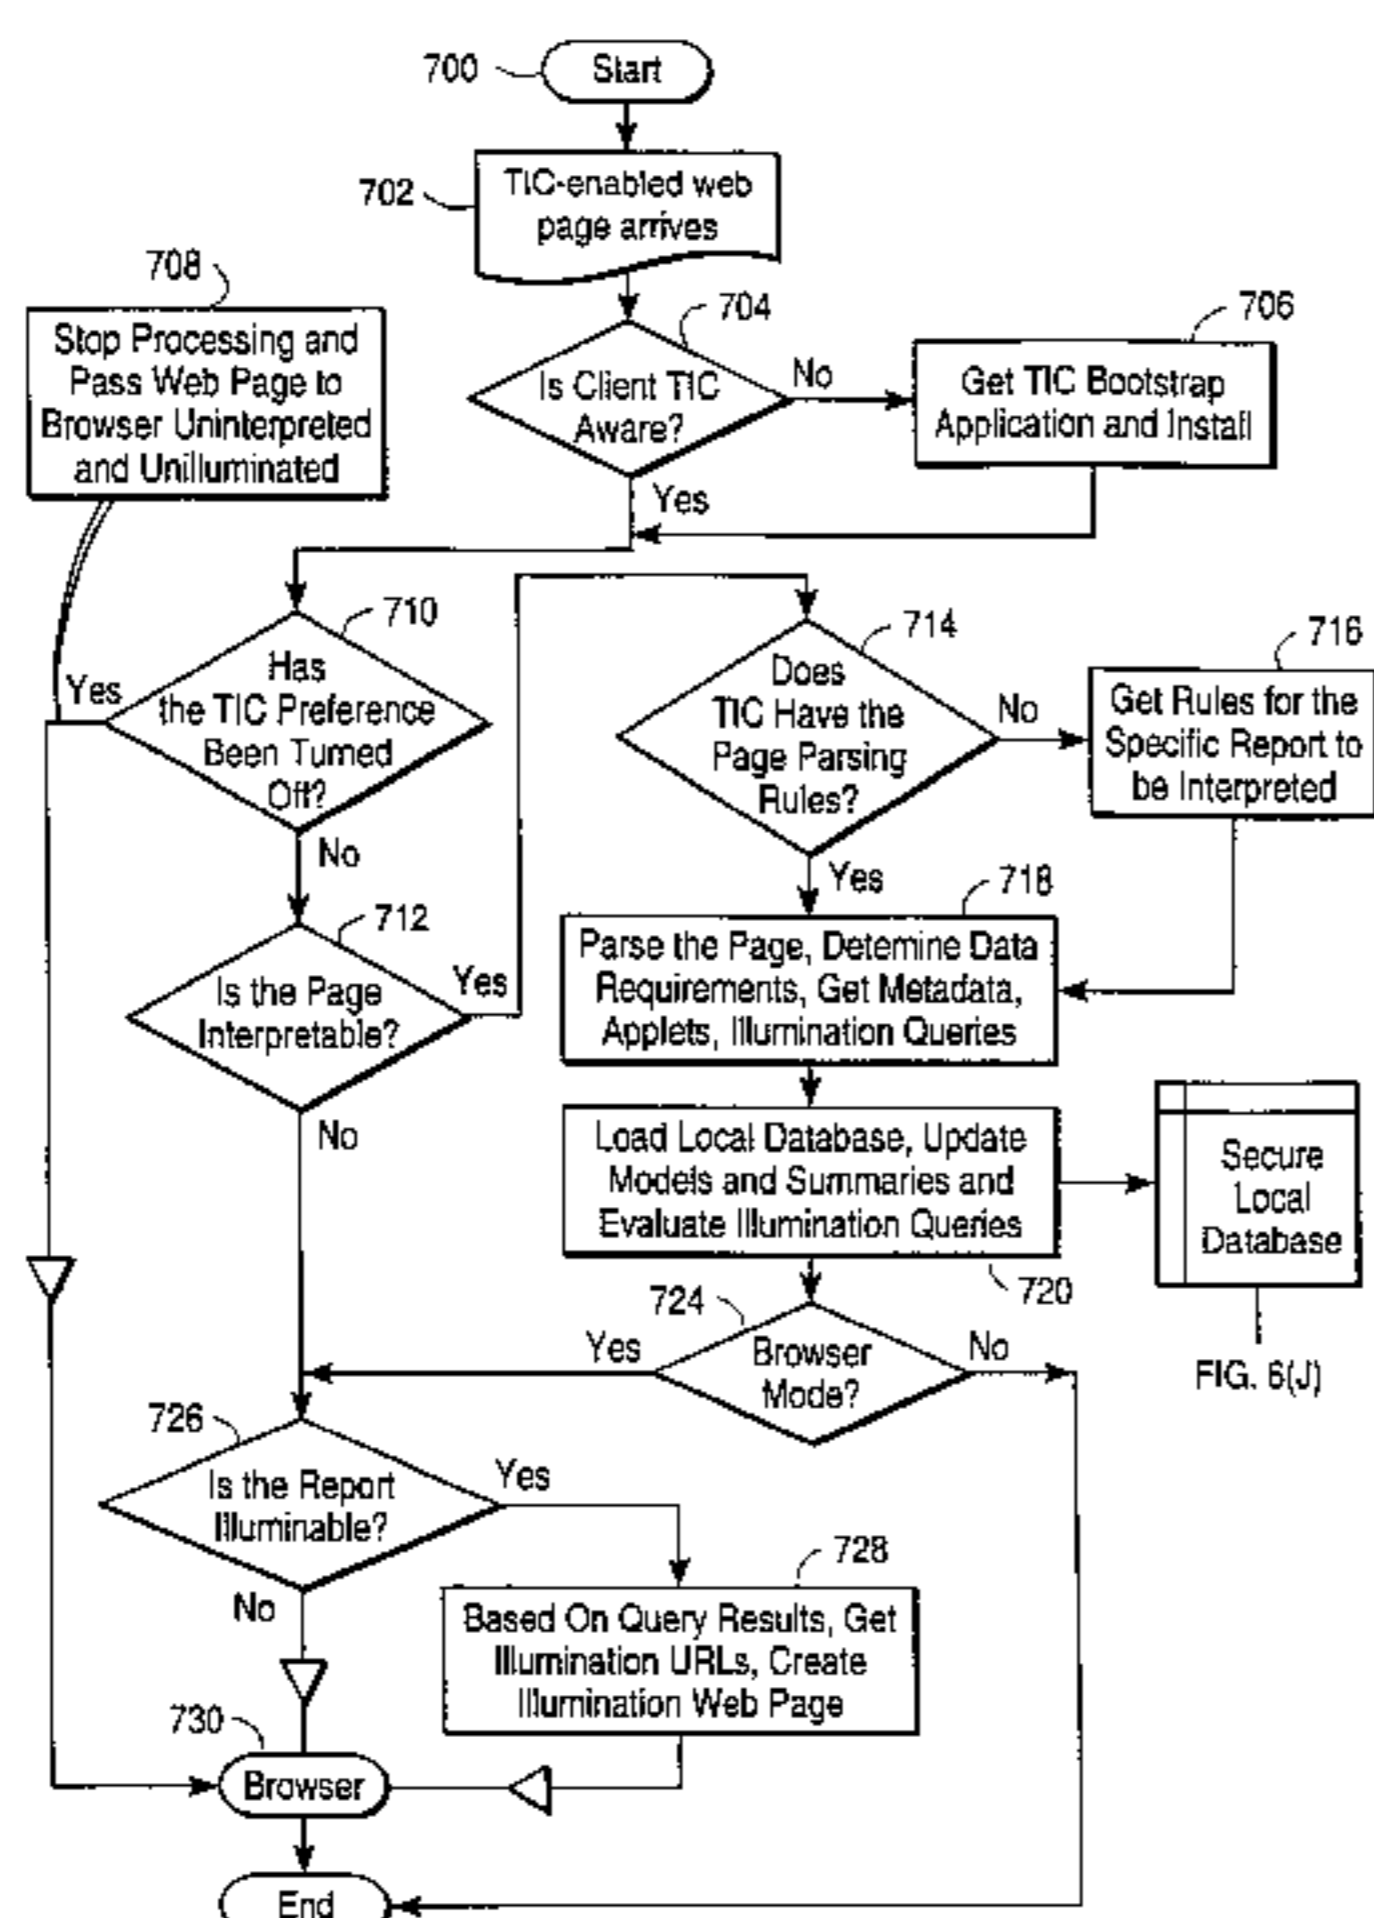 700
Start
702
TIC-enabled web
page arrives
708
Stop Processing and
Pass Web Page to
Browser Uninterpreted
and Unilluminated
704
Is Client TIC
Aware?
No
Yes
706
Get TIC Bootstrap
Application and Install
710
Has
the TIC Preference
Been Turned
Off?
Yes
No
714
Does
TIC Have the
Page Parsing
Rules?
No
Yes
716
Get Rules for the
Specific Report to
be Interpreted
712
Is the Page
Interpretable?
Yes
No
718
Parse the Page, Detemine Data
Requirements, Get Metadata,
Applets, Illumination Queries
Load Local Database, Update
Models and Summaries and
Evaluate Illumination Queries
720
Secure
Local
Database
FIG. 6(J)
724
Browser
Mode?
Yes
No
726
Is the Report
Illuminable?
Yes
No
728
Based On Query Results, Get
Illumination URLs, Create
Illumination Web Page
730
Browser
End